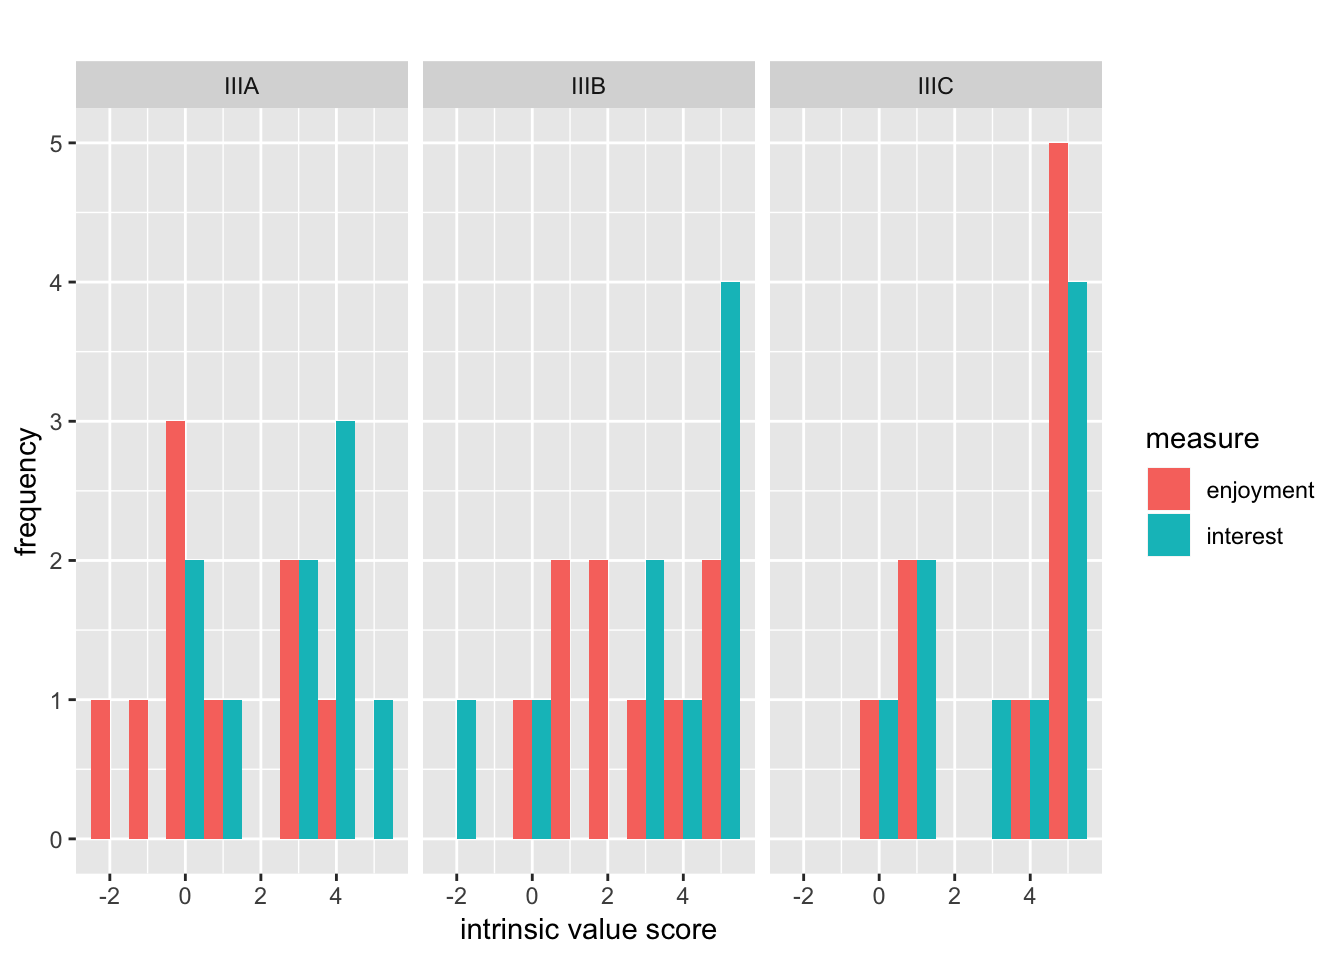 IIIA IIIB IIIC
5
4
3
2
1
0
frequency
-2 0 2 4 -2 0 2 4 -2 0 2 4
intrinsic value score
measure
enjoyment
interest